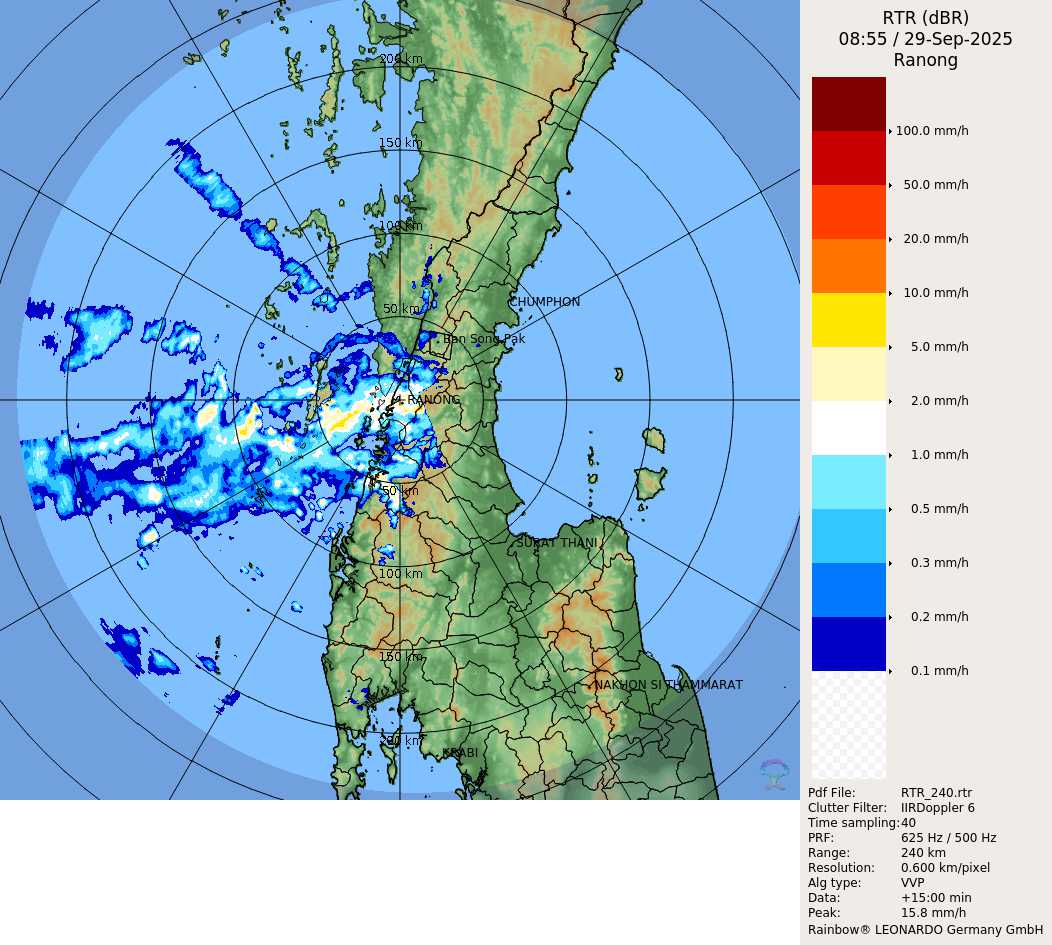 RTR (dBR)
08:55 / 29-Sep-2025
Ranong
200 km
150 km
100 km
50 km
CHUMPHON
Ban Song Pak
RANONG
50 km
SURAT THANI
100 km
150 km
NAKHON SI THAMMARAT
200 km
KRABI
100.0 mm/h
50.0 mm/h
20.0 mm/h
10.0 mm/h
5.0 mm/h
2.0 mm/h
1.0 mm/h
0.5 mm/h
0.3 mm/h
0.2 mm/h
0.1 mm/h
Pdf File: RTR_240.rtr
Clutter Filter: IIRDoppler 6
Time sampling: 40
PRF: 625 Hz / 500 Hz
Range: 240 km
Resolution: 0.600 km/pixel
Alg type: VVP
Data: +15:00 min
Peak: 15.8 mm/h
Rainbow® LEONARDO Germany GmbH